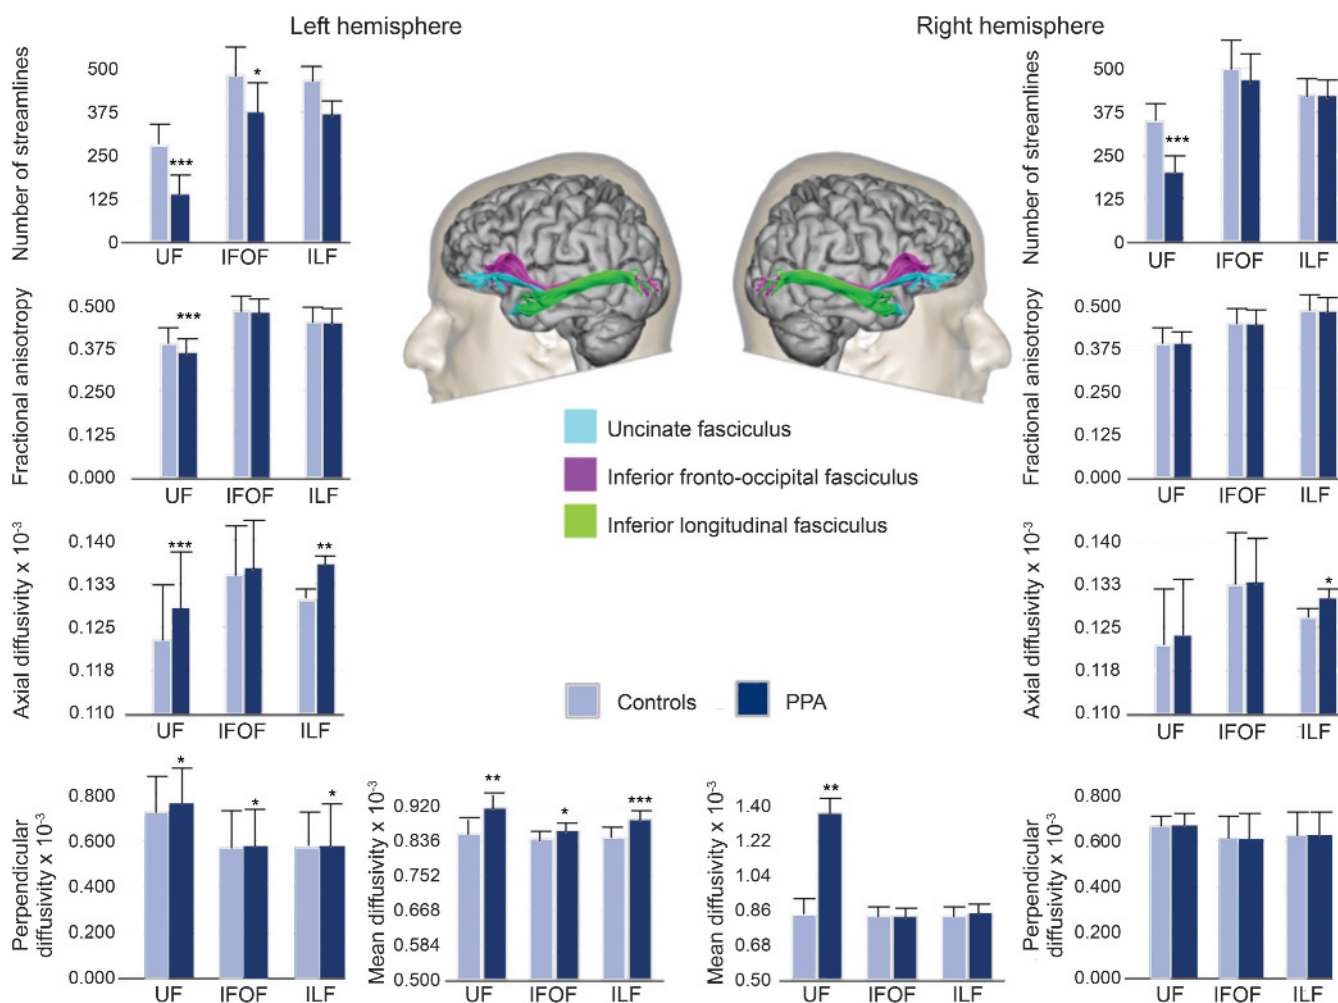 Left hemisphere
Right hemisphere
Number of streamlines
500
375
250
125
0
***
*
UF IFOF ILF
Number of streamlines
500
375
250
125
0
***
UF IFOF ILF
Fractional anisotropy
0.500
0.375
0.250
0.125
0.000
***
UF IFOF ILF
Fractional anisotropy
0.500
0.375
0.250
0.125
0.000
UF IFOF ILF
Uncinate fasciculus
Inferior fronto-occipital fasciculus
Inferior longitudinal fasciculus
Axial diffusivity x 10⁻³
0.140
0.133
0.125
0.118
0.110
***
**
UF IFOF ILF
Axial diffusivity x 10⁻³
0.140
0.133
0.125
0.118
0.110
*
UF IFOF ILF
Controls PPA
Perpendicular
diffusivity x 10⁻³
0.800
0.600
0.400
0.200
0.000
*
*
*
UF IFOF ILF
Mean diffusivity x 10⁻³
0.920
0.836
0.752
0.668
0.584
0.500
**
*
***
UF IFOF ILF
Mean diffusivity x 10⁻³
1.40
1.22
1.04
0.86
0.68
0.50
**
UF IFOF ILF
Perpendicular
diffusivity x 10⁻³
0.800
0.600
0.400
0.200
0.000
UF IFOF ILF